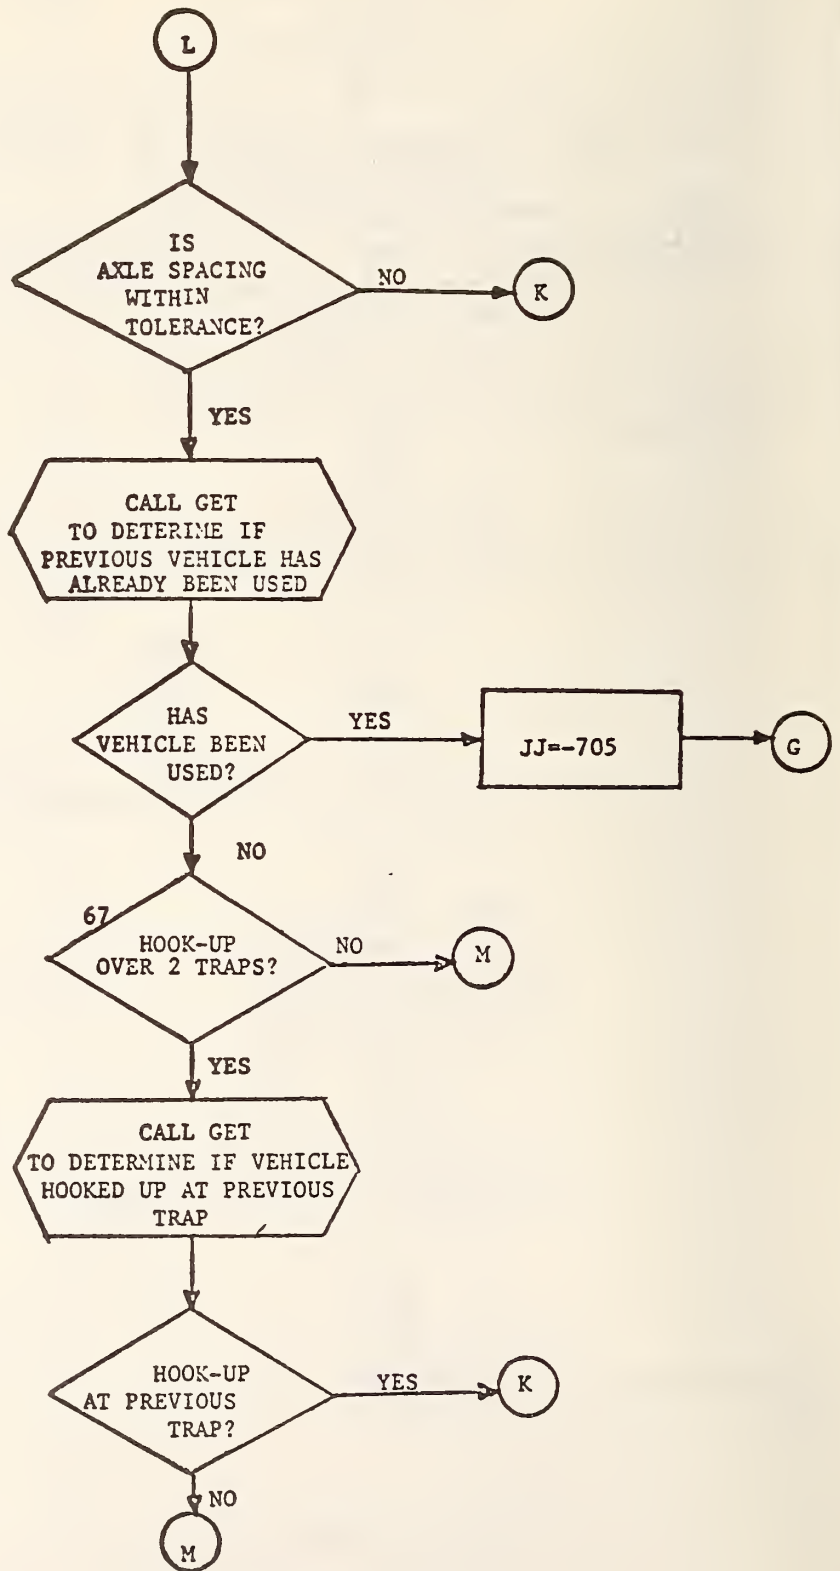 L
IS
AXLE SPACING
WITHIN
TOLERANCE?
NO
K
YES
CALL GET
TO DETERIME IF
PREVIOUS VEHICLE HAS
ALREADY BEEN USED
HAS
VEHICLE BEEN
USED?
YES
JJ=-705
G
NO
67
HOOK-UP
OVER 2 TRAPS?
NO
M
YES
CALL GET
TO DETERMINE IF VEHICLE
HOOKED UP AT PREVIOUS
TRAP
HOOK-UP
AT PREVIOUS
TRAP?
YES
K
NO
M